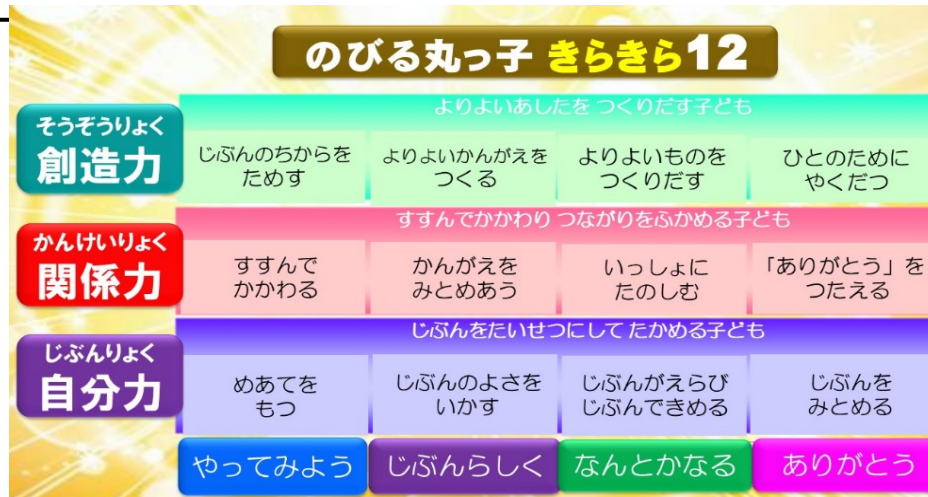 のびる丸っ子 きらきら12
よりよいあしたを つくりだす子ども
そうぞうりょく
創造力
じぶんのちからを
ためす
よりよいかんがえを
つくる
よりよいものを
つくりだす
ひとのために
やくだつ
すすんでかかわり つながりをふかめる子ども
かんけいりょく
関係力
すすんで
かかわる
かんがえを
みとめあう
いっしょに
たのしむ
「ありがとう」を
つたえる
じぶんをたいせつにして たかめる子ども
じぶんりょく
自分力
めあてを
もつ
じぶんのよさを
いかす
じぶんがえらび
じぶんできめる
じぶんを
みとめる
やってみよう
じぶんらしく
なんとかなる
ありがとう